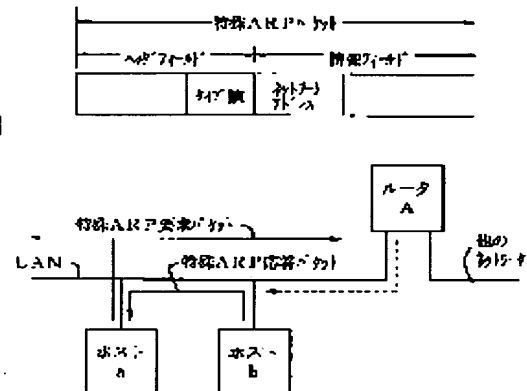 特殊ARPパケット
ヘッダフィールド
情報フィールド
タイプ値
ネットワーク
アドレス
ルータ
A
特殊ARP要求パケット
他の
ネットワーク
LAN
特殊ARP応答パケット
ホスト
a
ホスト
b